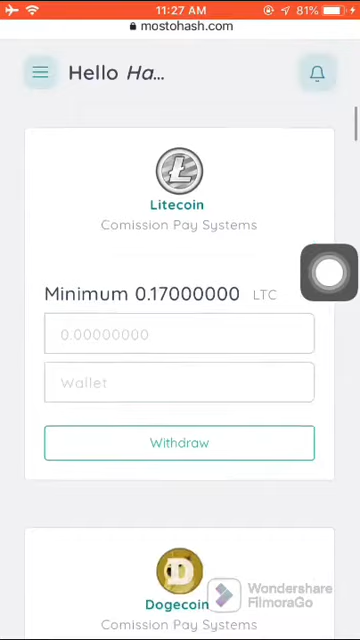 11:27 AM
81%
mostohash.com
Hello Ha...
Litecoin
Comission Pay Systems
Minimum 0.17000000 LTC
0.00000000
Wallet
Withdraw
Dogecoin
Comission Pay Systems
Wondershare
FilmoraGo